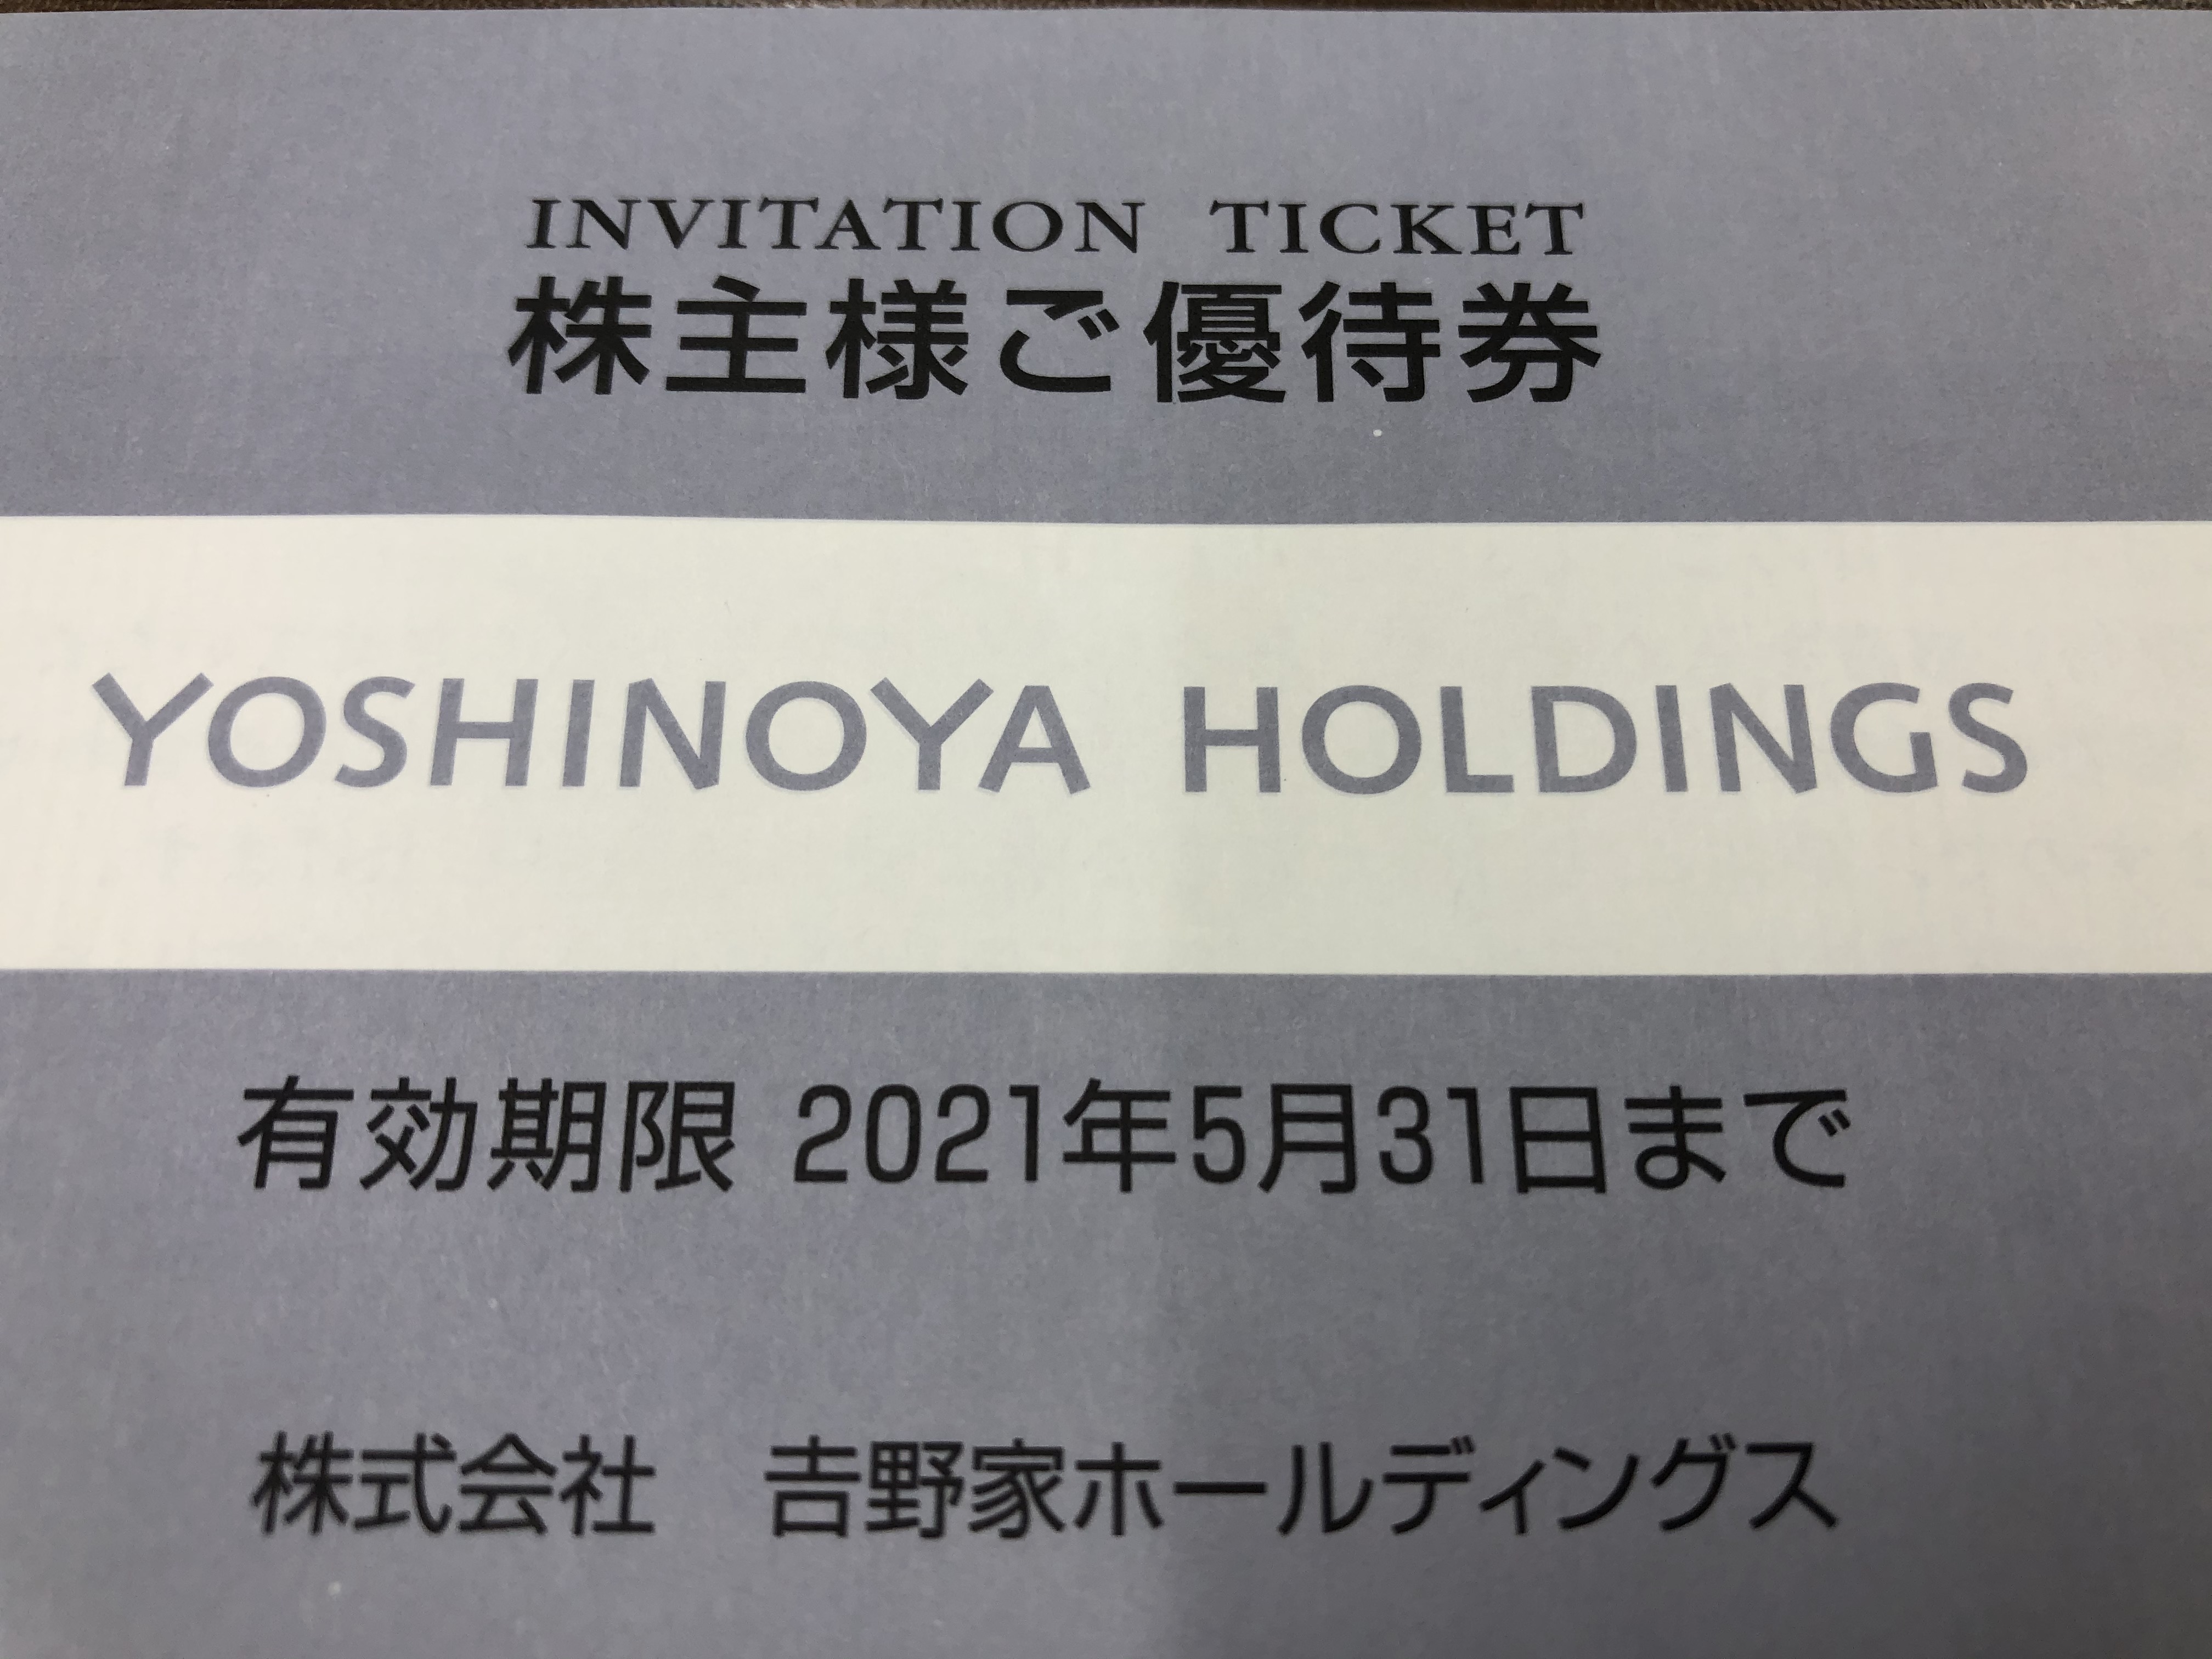 INVITATION TICKET
株主様ご優待券
YOSHINOYA HOLDINGS
有効期限 2021年5月31日まで
株式会社　𠮷野家ホールディングス